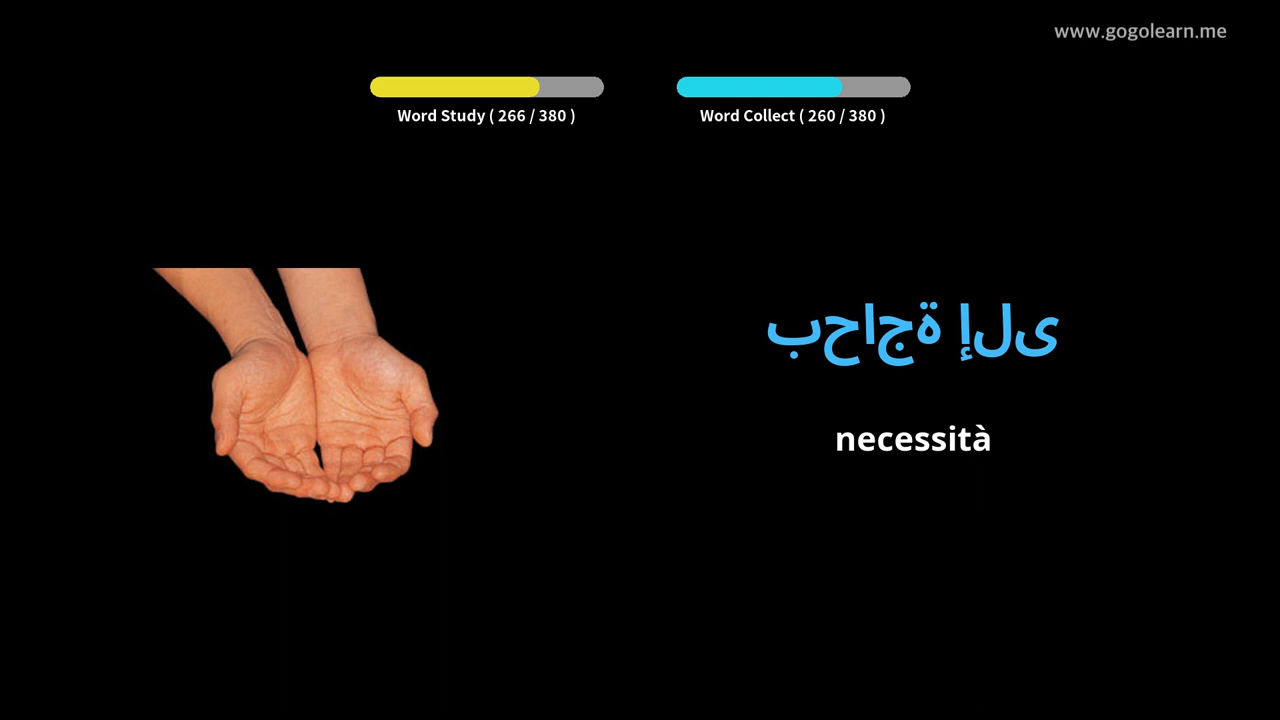 www.gogolearn.me
Word Study ( 266 / 380 )
Word Collect ( 260 / 380 )
بحاجة إلى
necessità